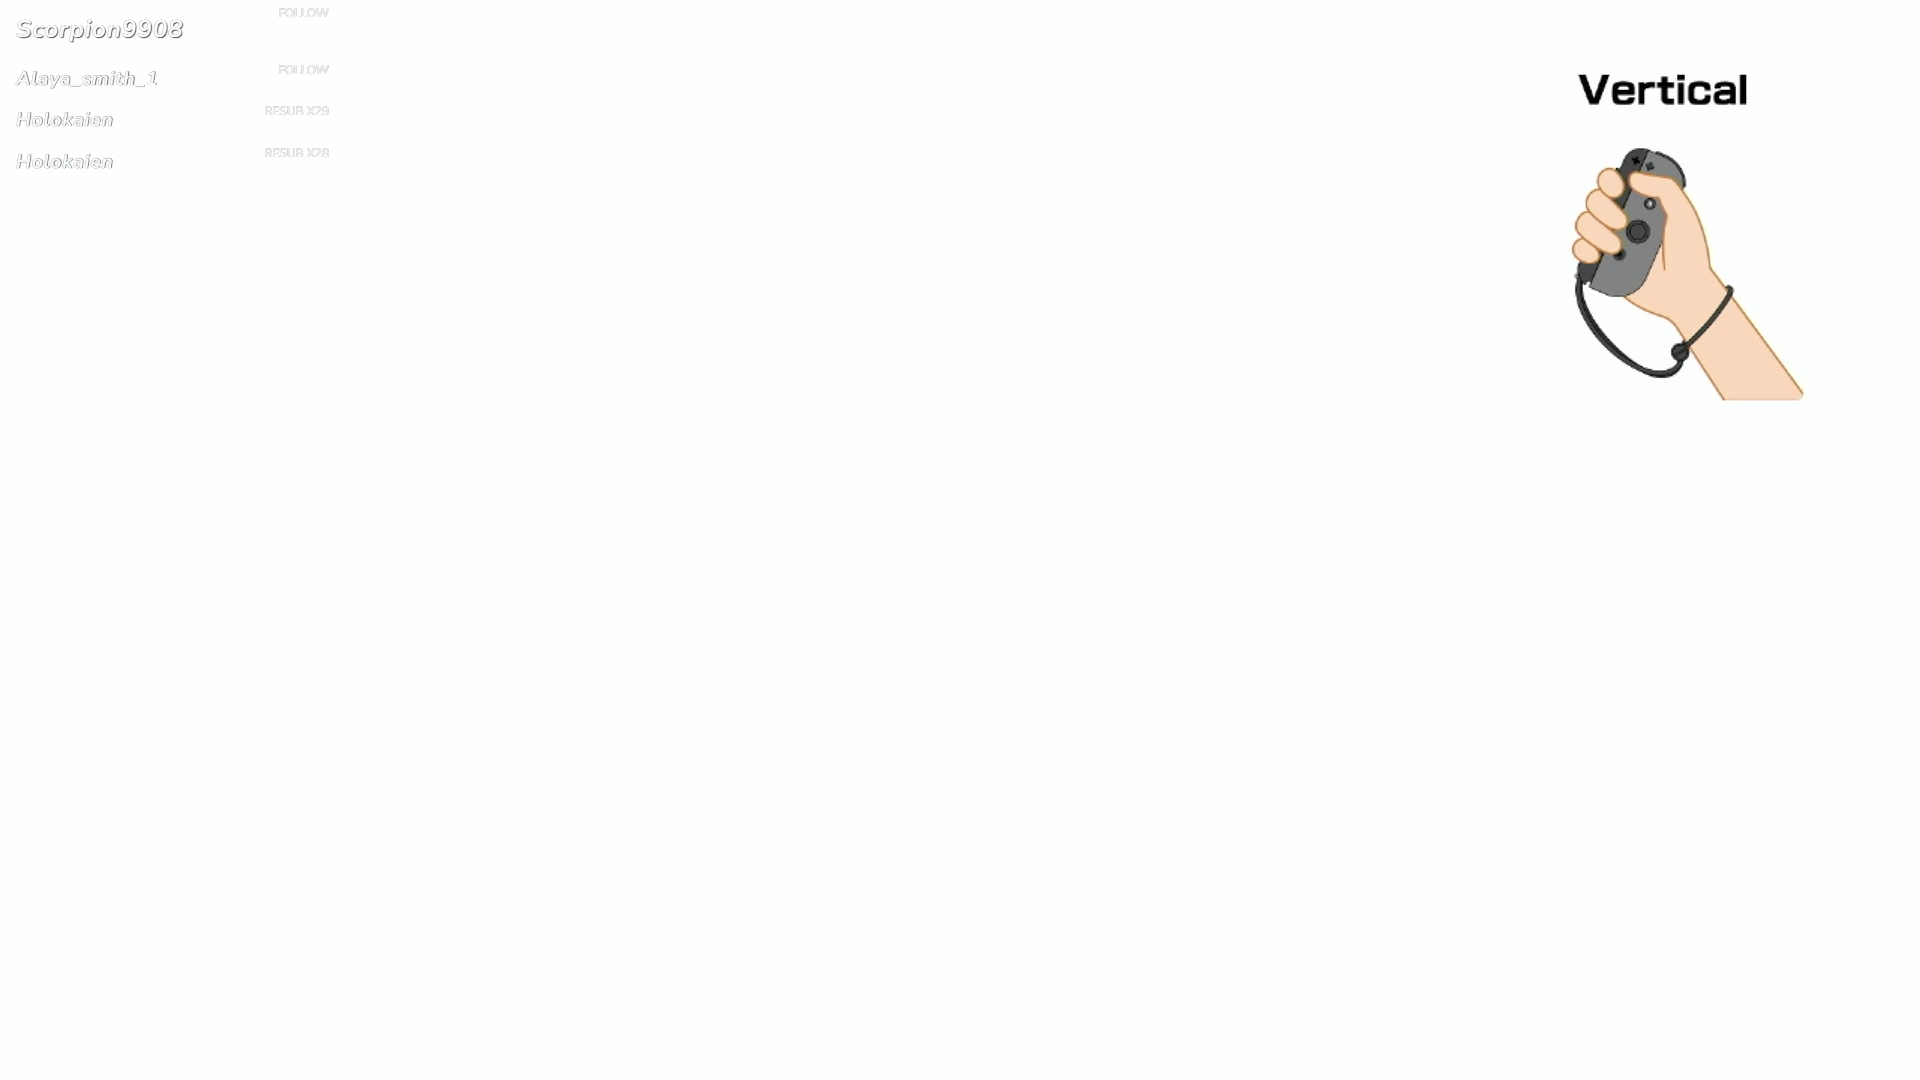 Scorpion9908 FOLLOW
Alaya_smith_1 FOLLOW
Holokaien RESUB X29
Holokaien RESUB X28
Vertical